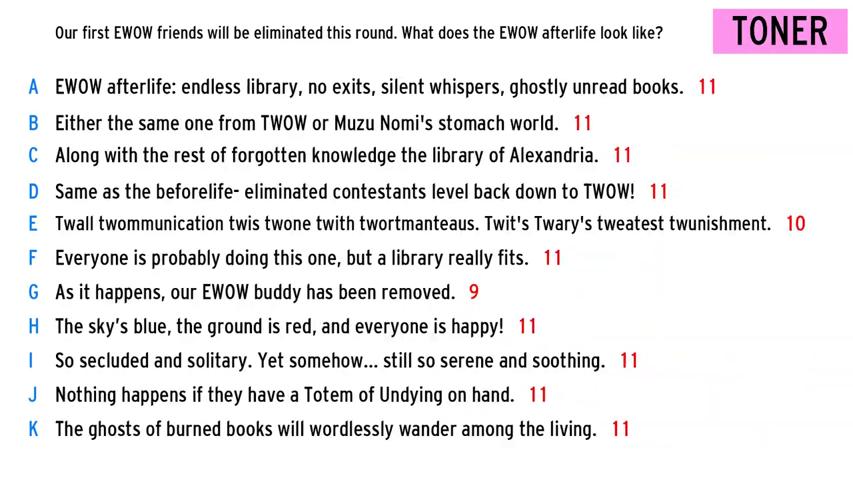 Our first EWOW friends will be eliminated this round. What does the EWOW afterlife look like?
TONER
A EWOW afterlife: endless library, no exits, silent whispers, ghostly unread books. 11
B Either the same one from TWOW or Muzu Nomi's stomach world. 11
C Along with the rest of forgotten knowledge the library of Alexandria. 11
D Same as the beforelife- eliminated contestants level back down to TWOW! 11
E Twall twommunication twis twone twith twortmanteaus. Twit's Twary's tweatest twunishment. 10
F Everyone is probably doing this one, but a library really fits. 11
G As it happens, our EWOW buddy has been removed. 9
H The sky’s blue, the ground is red, and everyone is happy! 11
I So secluded and solitary. Yet somehow... still so serene and soothing. 11
J Nothing happens if they have a Totem of Undying on hand. 11
K The ghosts of burned books will wordlessly wander among the living. 11